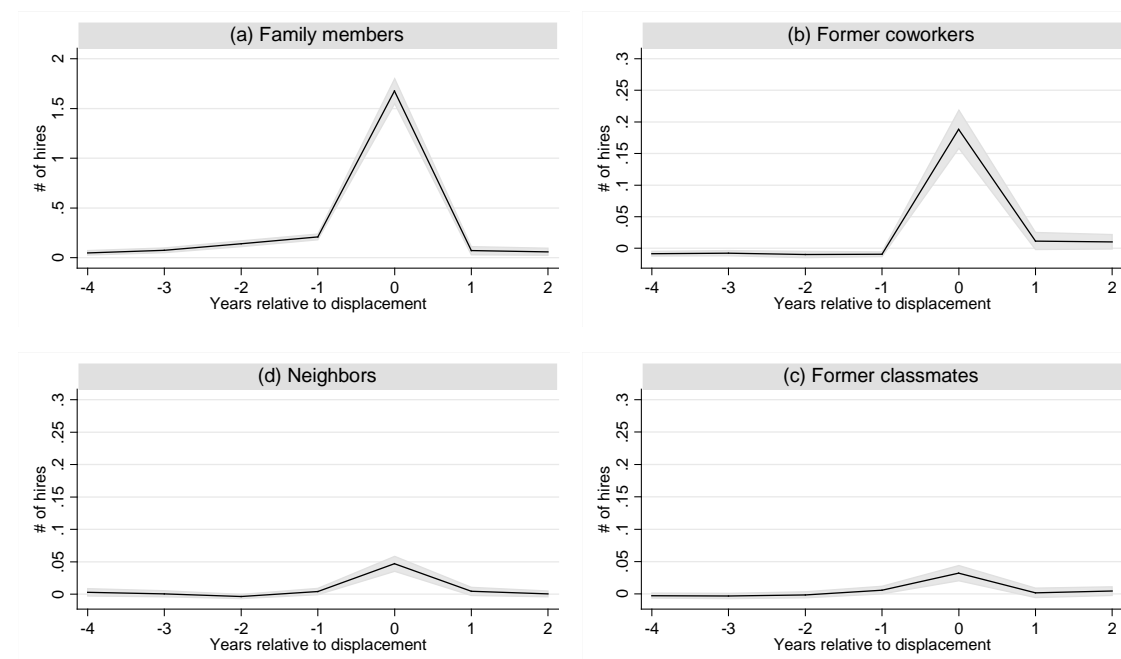 (a) Family members
# of hires
2
1.5
1
.5
0
-4 -3 -2 -1 0 1 2
Years relative to displacement
(b) Former coworkers
# of hires
.3
.25
.2
.15
.1
.05
0
-4 -3 -2 -1 0 1 2
Years relative to displacement
(d) Neighbors
# of hires
.3
.25
.2
.15
.1
.05
0
-4 -3 -2 -1 0 1 2
Years relative to displacement
(c) Former classmates
# of hires
.3
.25
.2
.15
.1
.05
0
-4 -3 -2 -1 0 1 2
Years relative to displacement